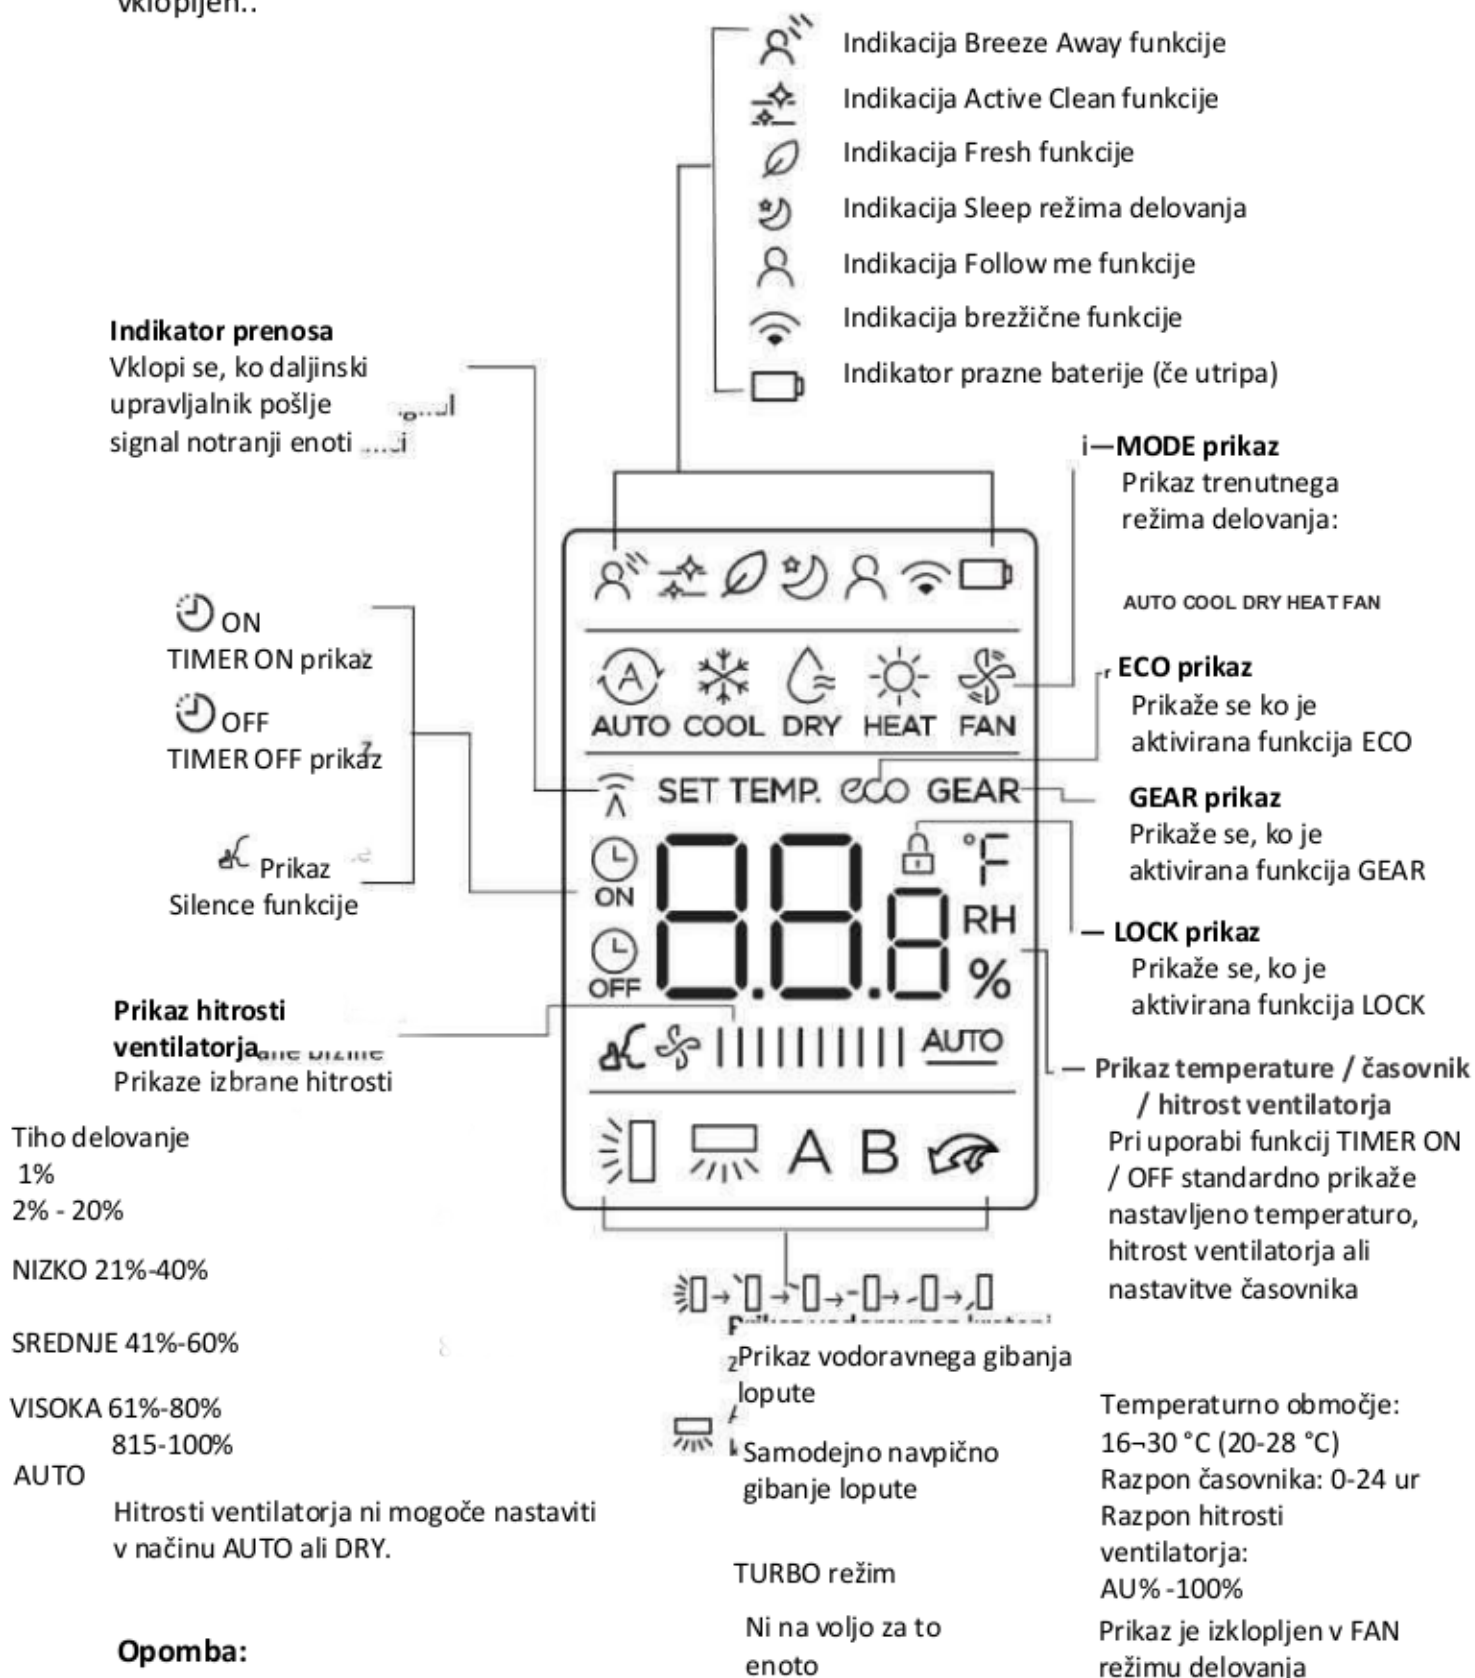 vklopljen..
Indikacija Breeze Away funkcije
Indikacija Active Clean funkcije
Indikacija Fresh funkcije
Indikacija Sleep režima delovanja
Indikacija Follow me funkcije
Indikacija brezžične funkcije
Indikator prazne baterije (če utripa)
Indikator prenosa
Vklopi se, ko daljinski
upravljalnik pošlje
signal notranji enoti
i—MODE prikaz
Prikaz trenutnega
režima delovanja:
AUTO COOL DRY HEAT FAN
ON
TIMER ON prikaz
OFF
TIMER OFF prikaz
Prikaz
Silence funkcije
A
AUTO COOL DRY HEAT FAN
SET TEMP. eco GEAR
ON
OFF
88.8
°F
RH
%
AUTO
A B
r ECO prikaz
Prikaže se ko je
aktivirana funkcija ECO
GEAR prikaz
Prikaže se, ko je
aktivirana funkcija GEAR
— LOCK prikaz
Prikaže se, ko je
aktivirana funkcija LOCK
— Prikaz temperature / časovnik
/ hitrost ventilatorja
Pri uporabi funkcij TIMER ON
/ OFF standardno prikaže
nastavljeno temperaturo,
hitrost ventilatorja ali
nastavitve časovnika
Prikaz hitrosti
ventilatorja
Prikaze izbrane hitrosti
Tiho delovanje
1%
2% - 20%
NIZKO 21%-40%
SREDNJE 41%-60%
VISOKA 61%-80%
815-100%
AUTO
Hitrosti ventilatorja ni mogoče nastaviti
v načinu AUTO ali DRY.
Opomba:
Prikaz vodoravnega gibanja
lopute
Samodejno navpično
gibanje lopute
TURBO režim
Ni na voljo za to
enoto
Temperaturno območje:
16¬30 °C (20-28 °C)
Razpon časovnika: 0-24 ur
Razpon hitrosti
ventilatorja:
AU% -100%
Prikaz je izklopljen v FAN
režimu delovanja